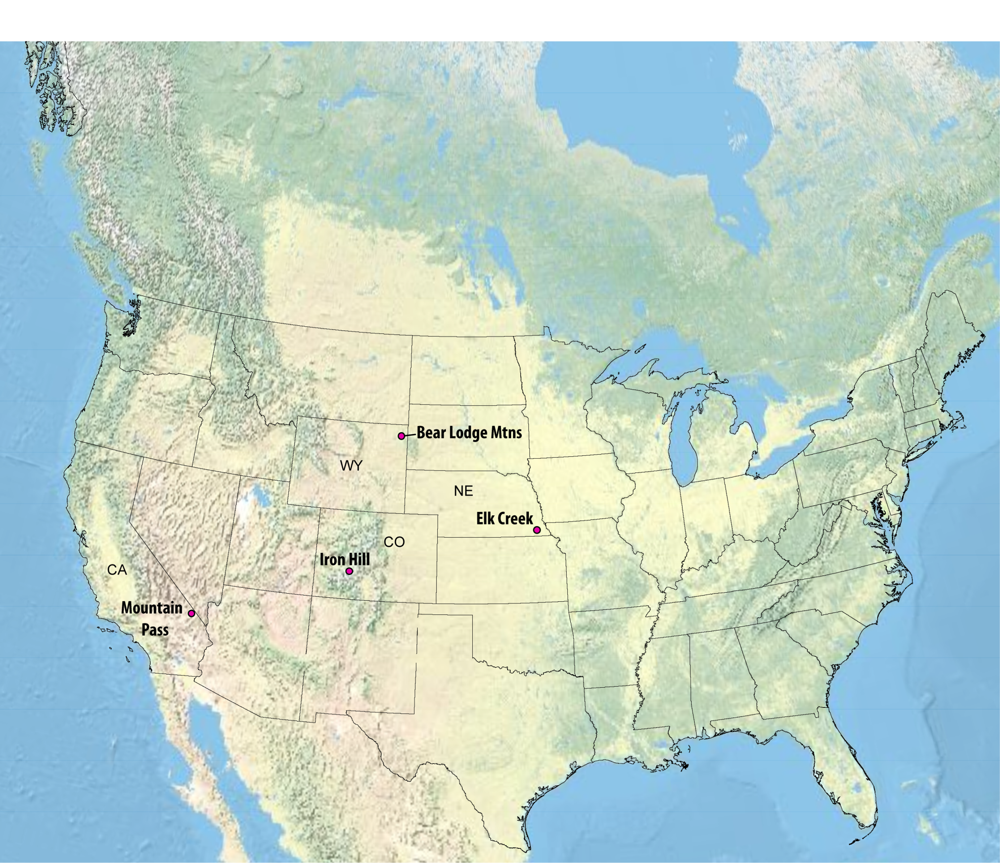 Bear Lodge Mtns
WY
NE
Elk Creek
CO
Iron Hill
CA
Mountain
Pass